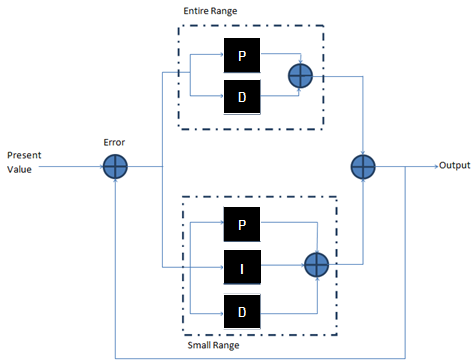 Entire Range
P
D
Error
Present
Value
Output
P
I
D
Small Range